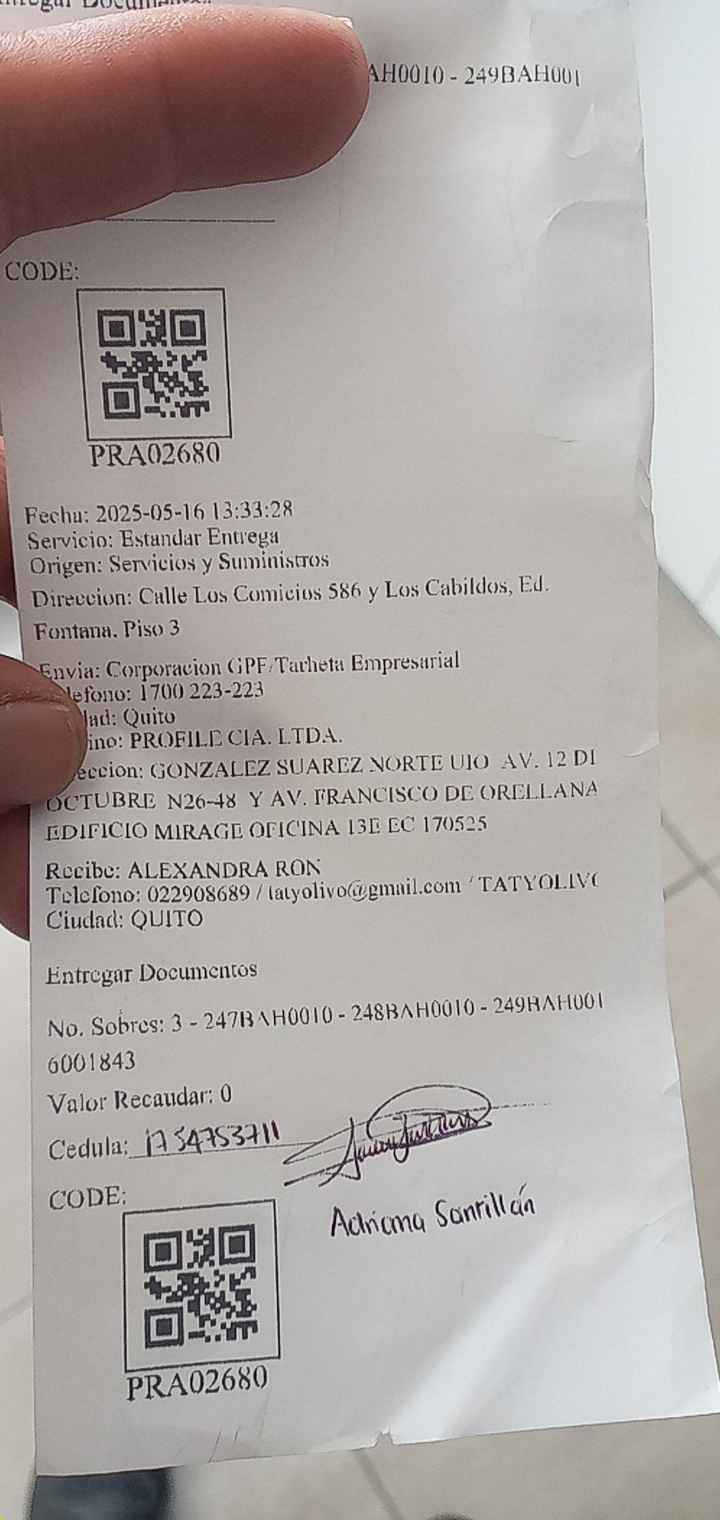 Entregar Documentos
AH0010 - 249BAH001
CODE:
PRA02680
Fecha: 2025-05-16 13:33:28
Servicio: Estandar Entrega
Origen: Servicios y Suministros
Direccion: Calle Los Comicios 586 y Los Cabildos, Ed.
Fontana, Piso 3
Envia: Corporacion GPF/Tarheta Empresarial
lefono: 1700 223-223
dad: Quito
ino: PROFILE CIA. LTDA.
eccion: GONZALEZ SUAREZ NORTE UIO AV. 12 DE
OCTUBRE N26-48 Y AV. FRANCISCO DE ORELLANA
EDIFICIO MIRAGE OFICINA 13E EC 170525
Recibe: ALEXANDRA RON
Telefono: 022908689 / tatyolivo@gmail.com / TATYOLIVO
Ciudad: QUITO
Entregar Documentos
No. Sobres: 3 - 247BAH0010 - 248BAH0010 - 249BAH001
6001843
Valor Recaudar: 0
Cedula: 1754753711
Adriana Santillán
CODE:
PRA02680